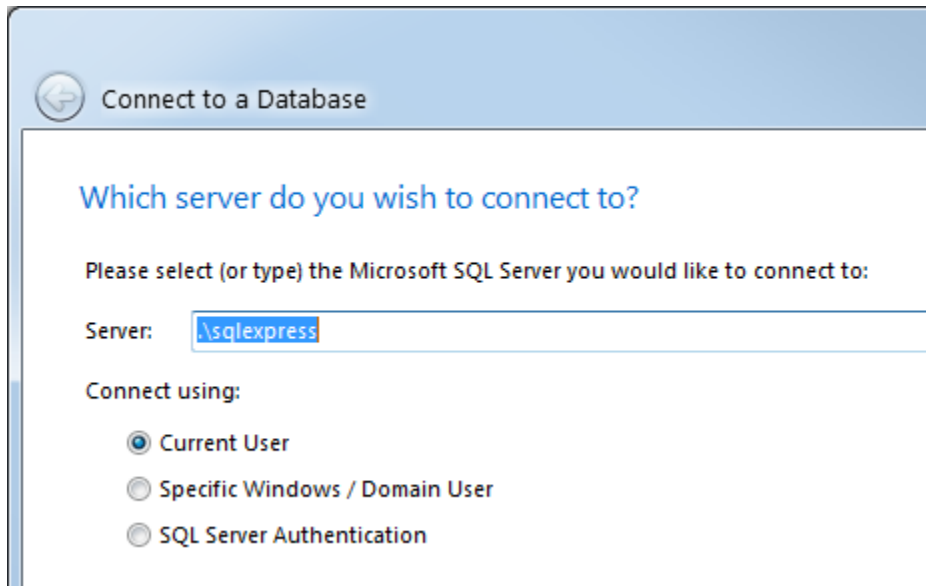 Connect to a Database
Which server do you wish to connect to?
Please select (or type) the Microsoft SQL Server you would like to connect to:
Server: .\sqlexpress
Connect using:
Current User
Specific Windows / Domain User
SQL Server Authentication